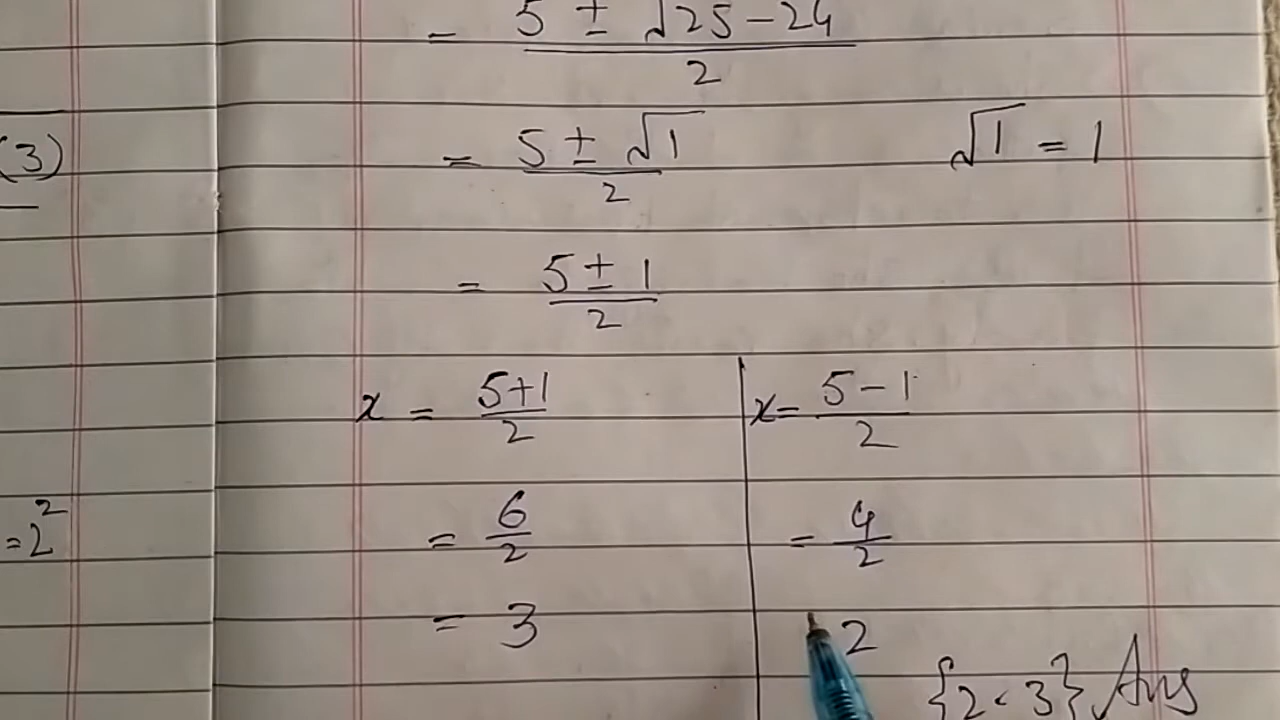 = 5 ± √25-24
2
(3)
= 5 ± √1
2
√1 = 1
= 5 ± 1
2
x = 5+1
2
x= 5-1
2
=2²
= 6
2
= 4
2
= 3
2
{2, 3} Ans